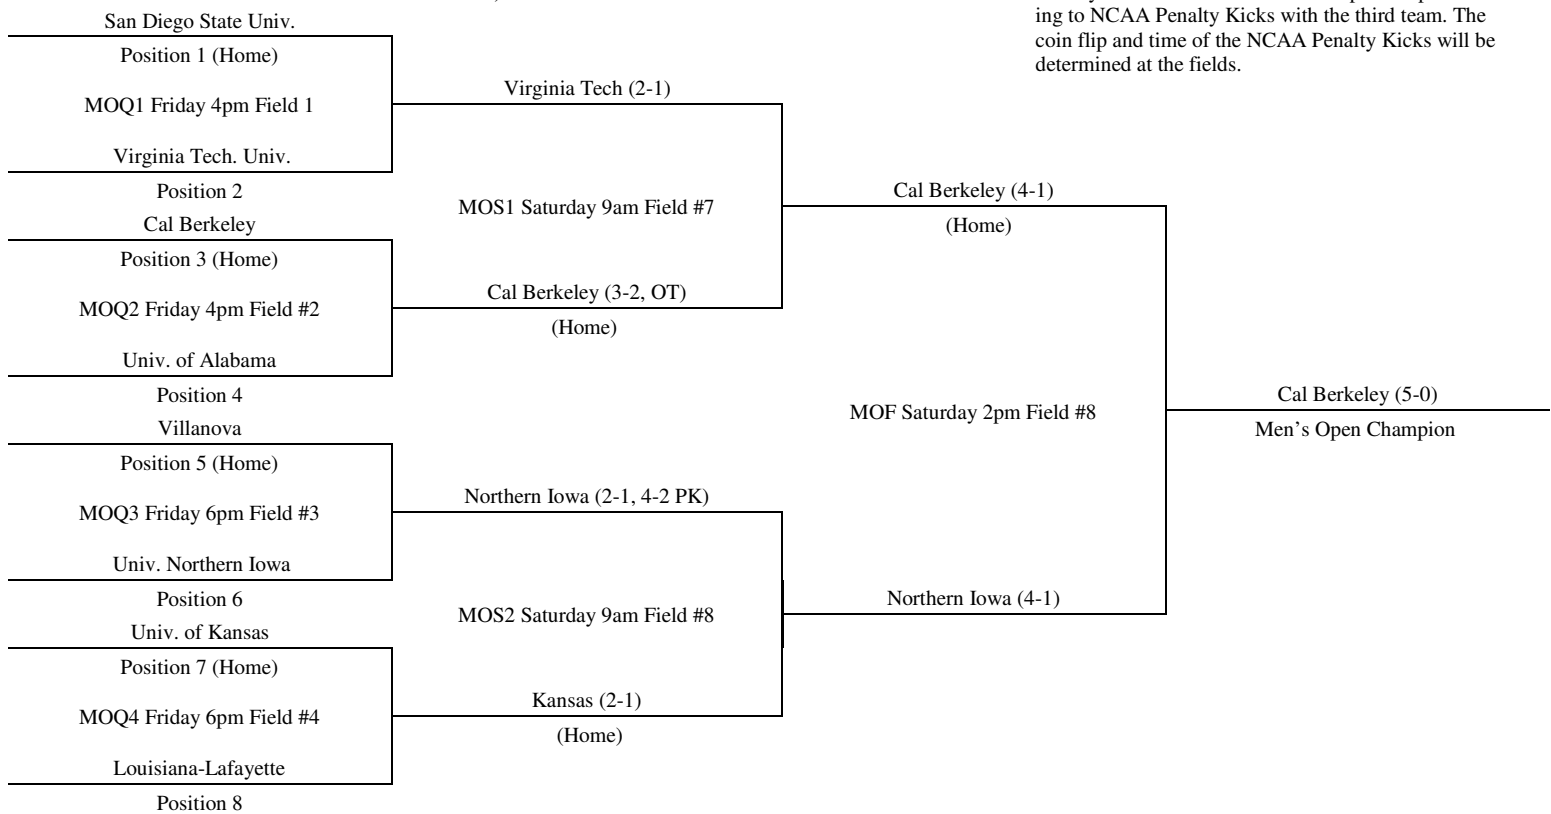 ing to NCAA Penalty Kicks with the third team. The
coin flip and time of the NCAA Penalty Kicks will be
determined at the fields.
San Diego State Univ.
Position 1 (Home)
MOQ1 Friday 4pm Field 1
Virginia Tech. Univ.
Position 2
Cal Berkeley
Position 3 (Home)
MOQ2 Friday 4pm Field #2
Univ. of Alabama
Position 4
Villanova
Position 5 (Home)
MOQ3 Friday 6pm Field #3
Univ. Northern Iowa
Position 6
Univ. of Kansas
Position 7 (Home)
MOQ4 Friday 6pm Field #4
Louisiana-Lafayette
Position 8
Virginia Tech (2-1)
MOS1 Saturday 9am Field #7
Cal Berkeley (3-2, OT)
(Home)
Northern Iowa (2-1, 4-2 PK)
MOS2 Saturday 9am Field #8
Kansas (2-1)
(Home)
Cal Berkeley (4-1)
(Home)
MOF Saturday 2pm Field #8
Northern Iowa (4-1)
Cal Berkeley (5-0)
Men's Open Champion